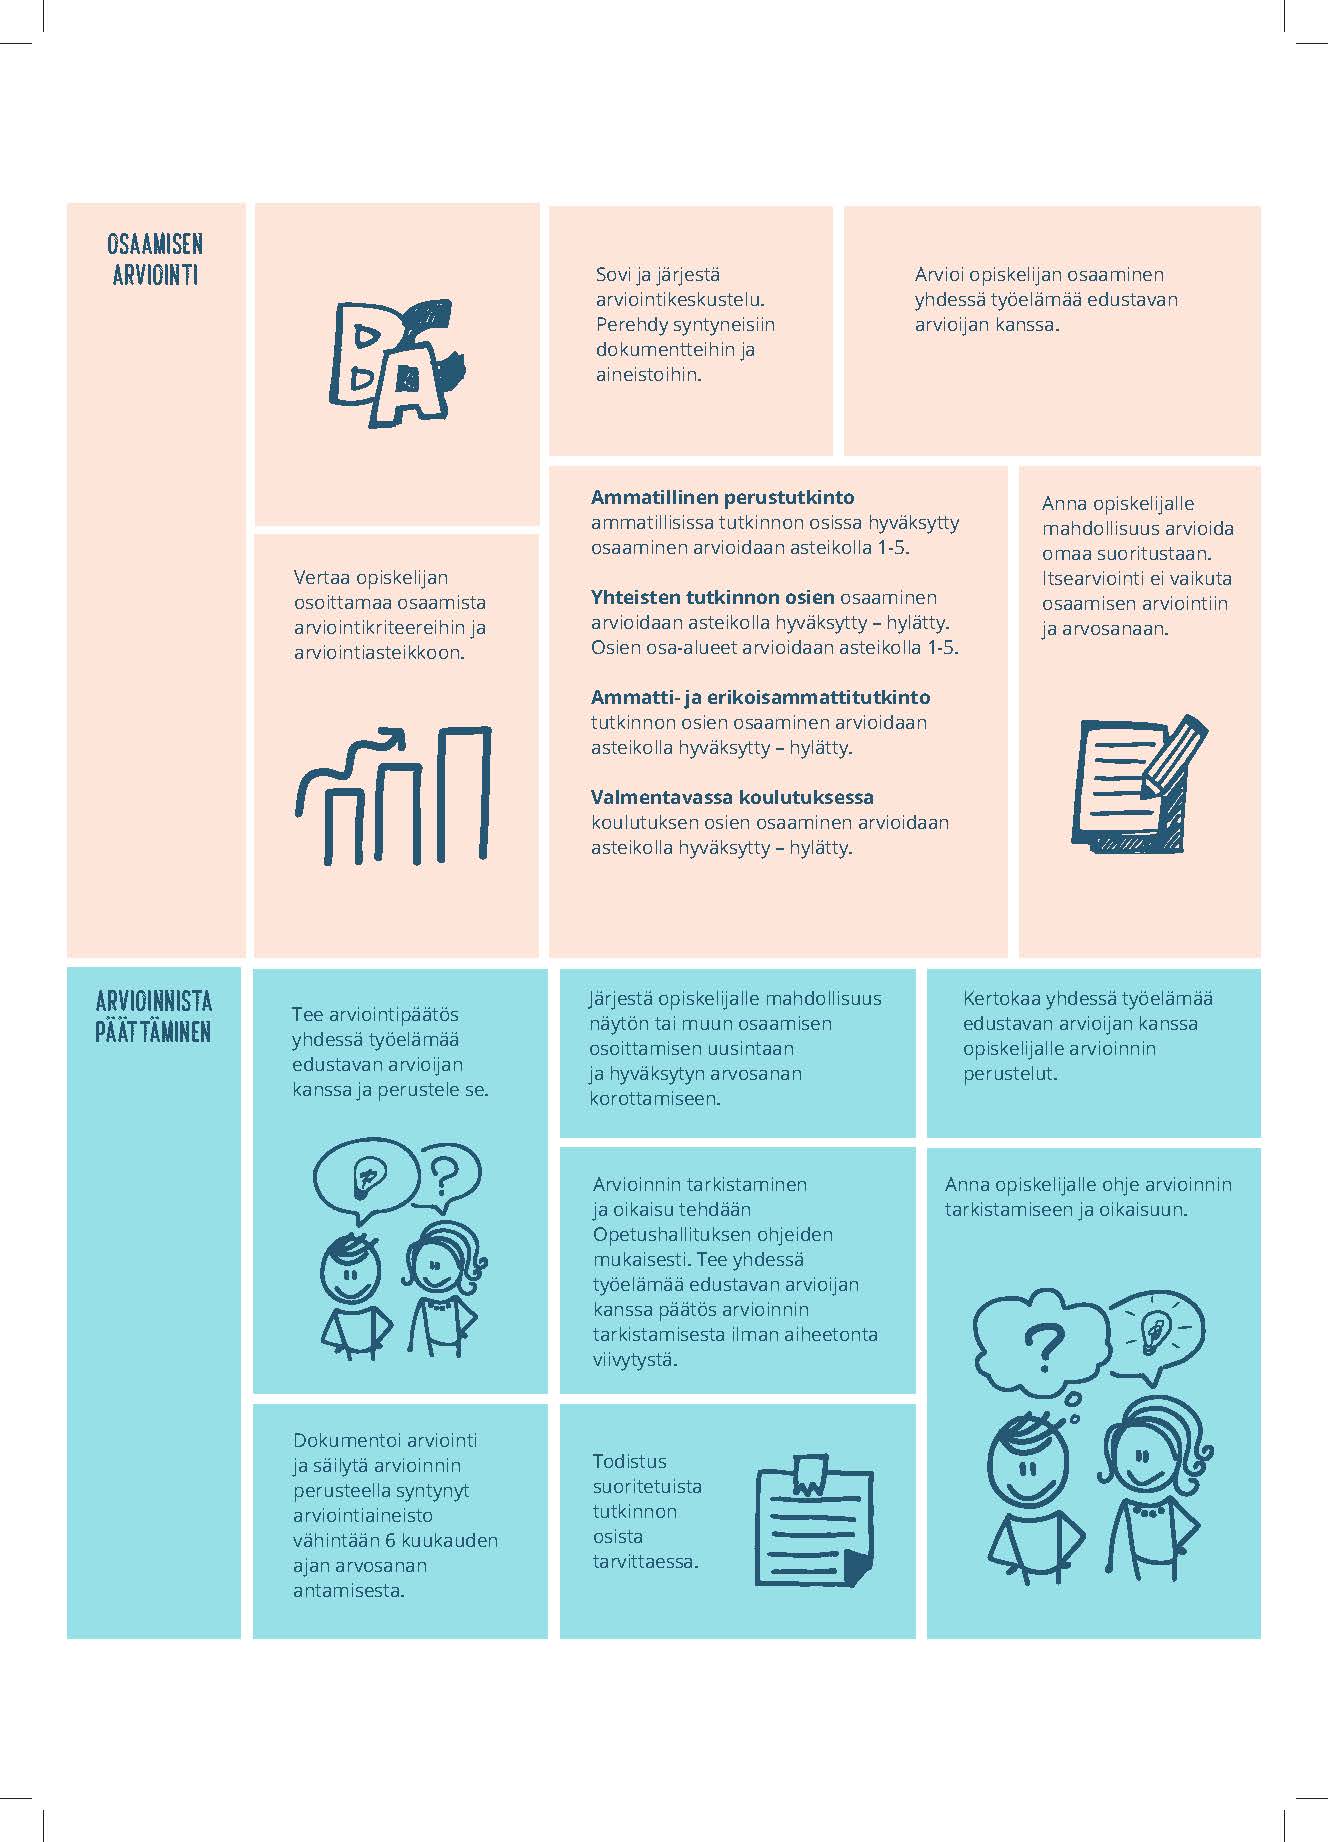 OSAAMISEN
ARVIOINTI
Sovi ja järjestä
arviointikeskustelu.
Perehdy syntyneisiin
dokumentteihin ja
aineistoihin.
Arvioi opiskelijan osaaminen
yhdessä työelämää edustavan
arvioijan kanssa.
B
A
Vertaa opiskelijan
osoittamaa osaamista
arviointikriteereihin ja
arviointiasteikkoon.
Ammatillinen perustutkinto
ammatillisissa tutkinnon osissa hyväksytty
osaaminen arvioidaan asteikolla 1-5.
Yhteisten tutkinnon osien osaaminen
arvioidaan asteikolla hyväksytty – hylätty.
Osien osa-alueet arvioidaan asteikolla 1-5.
Ammatti- ja erikoisammattitutkinto
tutkinnon osien osaaminen arvioidaan
asteikolla hyväksytty – hylätty.
Valmentavassa koulutuksessa
koulutuksen osien osaaminen arvioidaan
asteikolla hyväksytty – hylätty.
Anna opiskelijalle
mahdollisuus arvioida
omaa suoritustaan.
Itsearviointi ei vaikuta
osaamisen arviointiin
ja arvosanaan.
ARVIOINNISTA
PÄÄTTÄMINEN
Tee arviointipäätös
yhdessä työelämää
edustavan arvioijan
kanssa ja perustele se.
?
Järjestä opiskelijalle mahdollisuus
näytön tai muun osaamisen
osoittamisen uusintaan
ja hyväksytyn arvosanan
korottamiseen.
Kertokaa yhdessä työelämää
edustavan arvioijan kanssa
opiskelijalle arvioinnin
perustelut.
Arvioinnin tarkistaminen
ja oikaisu tehdään
Opetushallituksen ohjeiden
mukaisesti. Tee yhdessä
työelämää edustavan arvioijan
kanssa päätös arvioinnin
tarkistamisesta ilman aiheetonta
viivytystä.
Anna opiskelijalle ohje arvioinnin
tarkistamiseen ja oikaisuun.
?
Dokumentoi arviointi
ja säilytä arvioinnin
perusteella syntynyt
arviointiaineisto
vähintään 6 kuukauden
ajan arvosanan
antamisesta.
Todistus
suoritetuista
tutkinnon
osista
tarvittaessa.